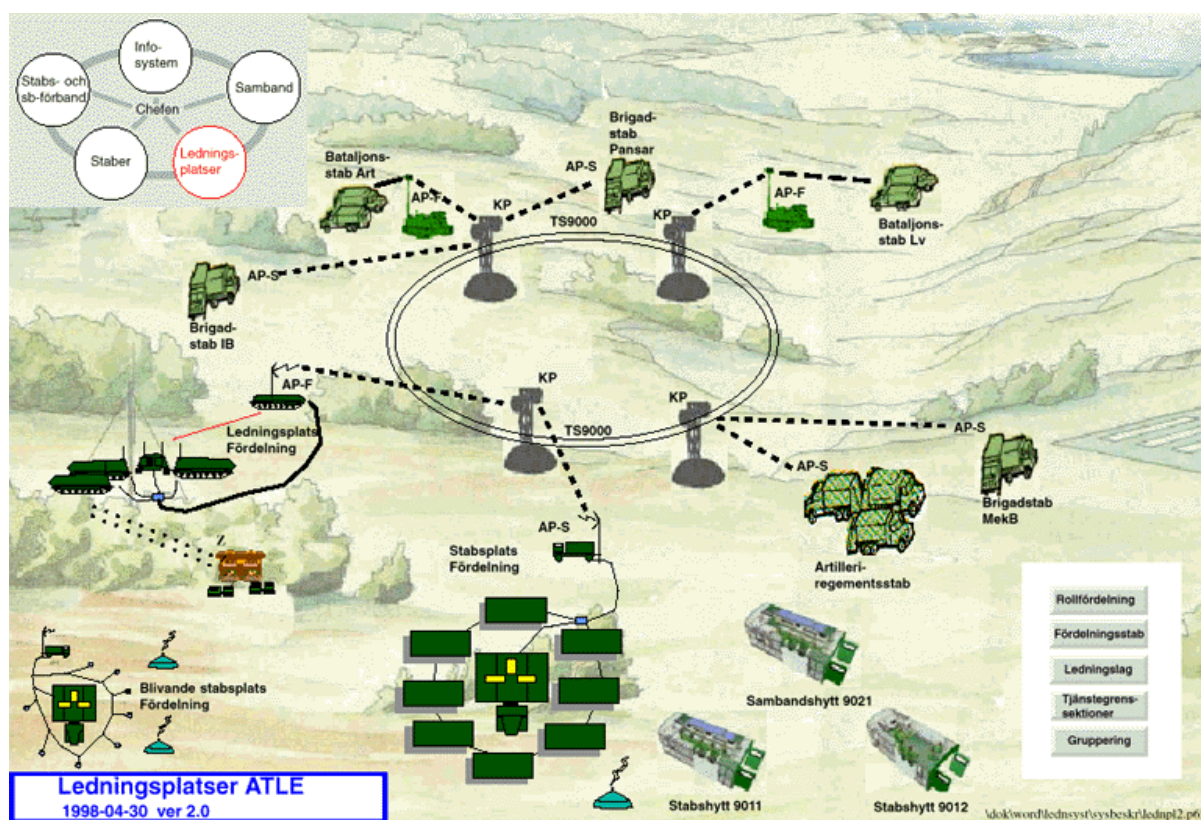 Info-
system
Stabs- och
sb-förband
Samband
Chefen
Staber
Lednings-
platser
Bataljons-
stab Art
AP-F
KP
AP-S
Brigad-
stab
Pansar
TS9000
KP
AP-F
Bataljons-
stab Lv
AP-S
Brigad-
stab IB
AP-F
Ledningsplats
Fördelning
KP
TS9000
KP
AP-S
AP-S
Brigadstab
MekB
Artilleri-
regementsstab
Z
AP-S
Stabsplats
Fördelning
Blivande stabsplats
Fördelning
Sambandshytt 9021
Stabshytt 9011
Stabshytt 9012
Rollfördelning
Fördelningsstab
Ledningslag
Tjänstegrens-
sektioner
Gruppering
Ledningsplatser ATLE
1998-04-30 ver 2.0
\dok\word\lednsyst\sysbeskr\lednpl2.p6